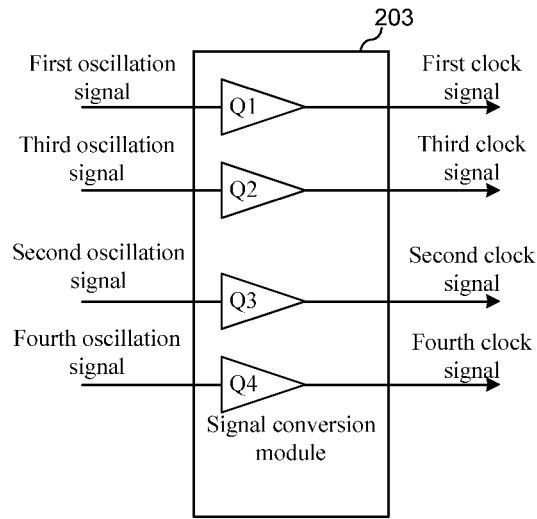 203
First oscillation
signal
Q1
First clock
signal
Third oscillation
signal
Q2
Third clock
signal
Second oscillation
signal
Q3
Second clock
signal
Fourth oscillation
signal
Q4
Fourth clock
signal
Signal conversion
module